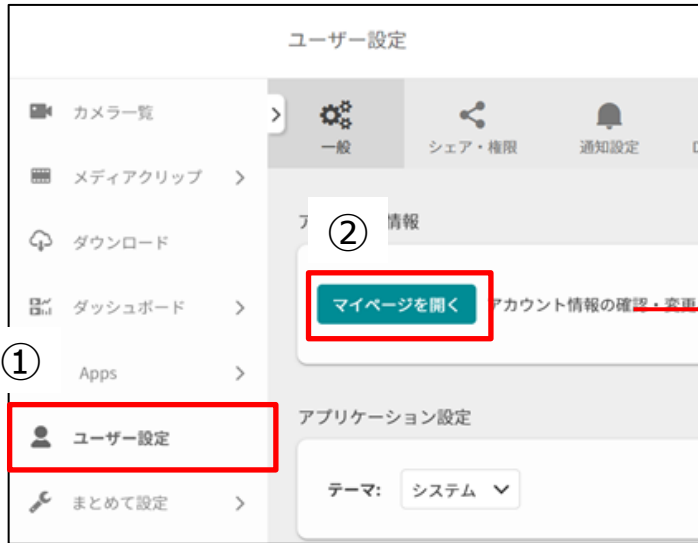 ユーザー設定
カメラ一覧
メディアクリップ
ダウンロード
ダッシュボード
①
Apps
ユーザー設定
まとめて設定
一般
シェア・権限
通知設定
②
情報
マイページを開く
アカウント情報の確認・変更
アプリケーション設定
テーマ: システム